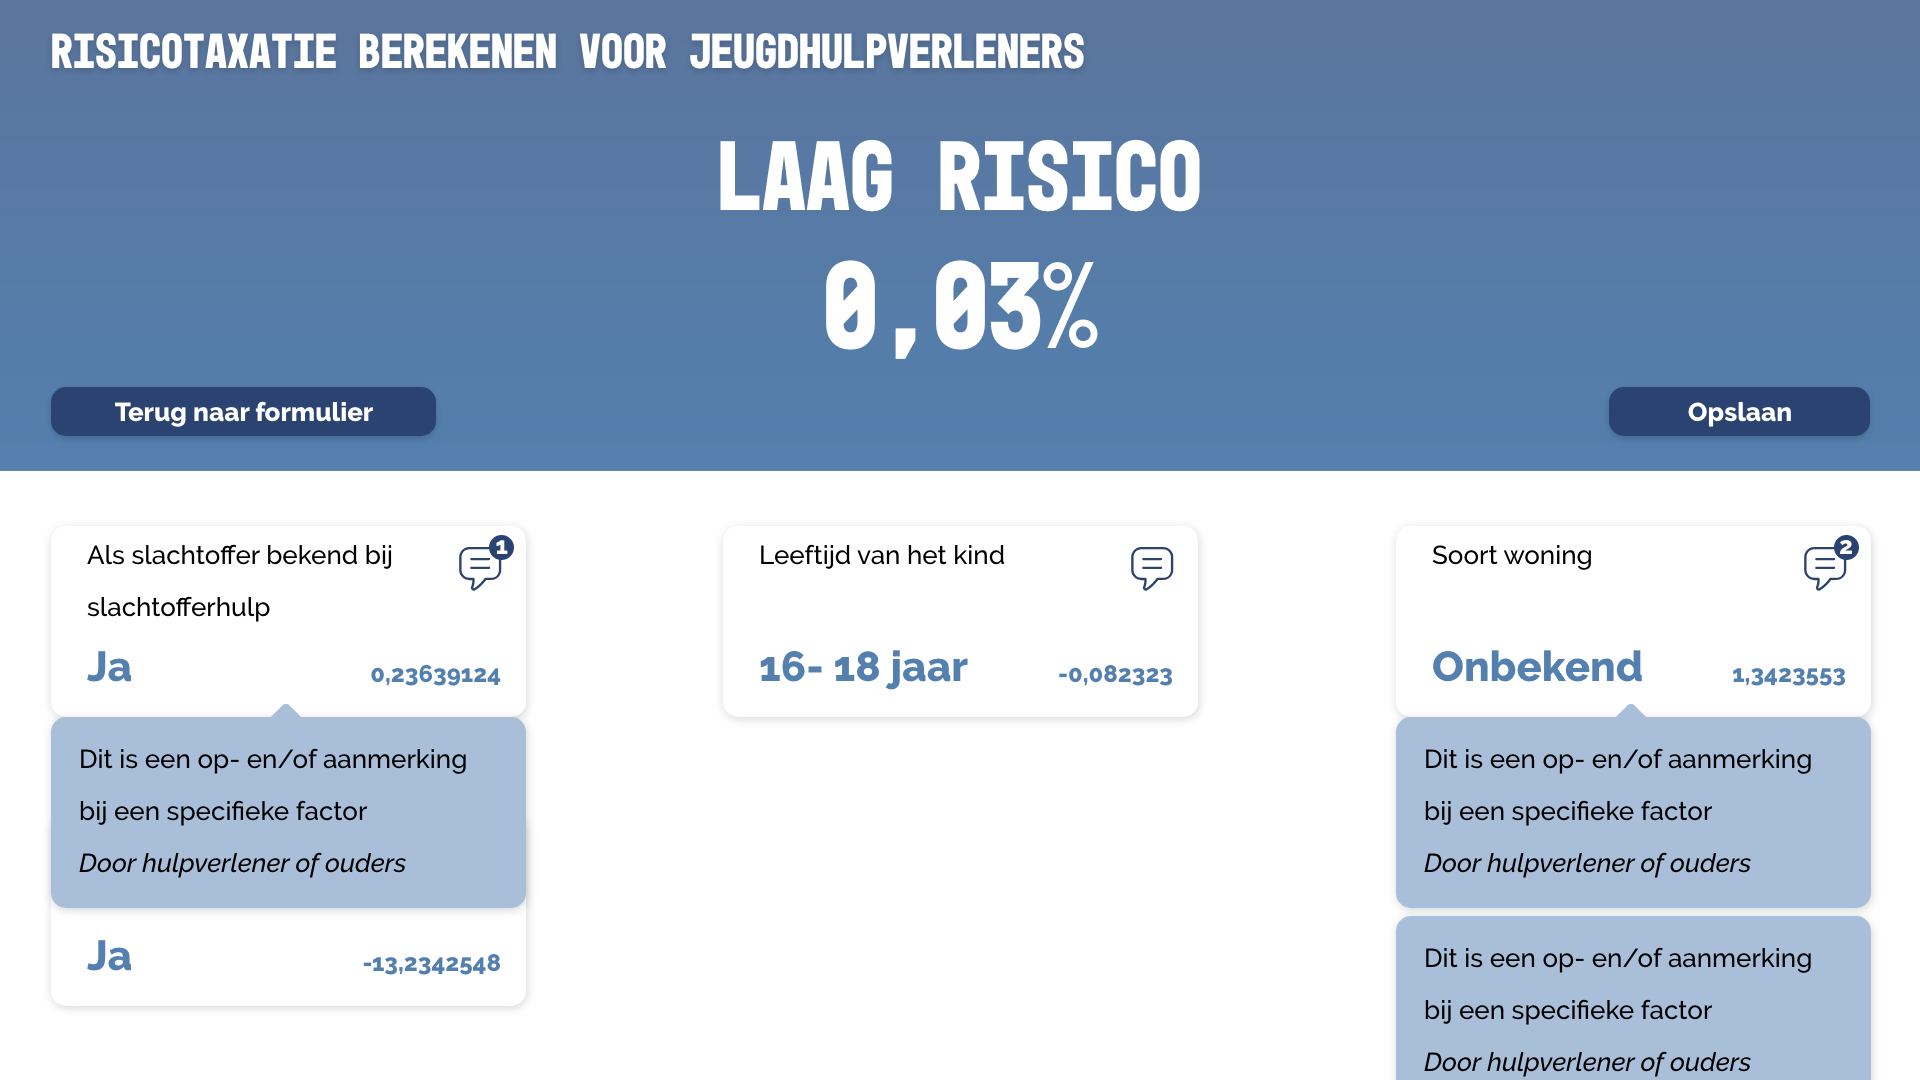 RISICOTAXATIE BEREKENEN VOOR JEUGDHULPVERLENERS
LAAG RISICO
0,03%
Terug naar formulier
Opslaan
Als slachtoffer bekend bij
slachtofferhulp
1
Ja
0,23639124
Dit is een op- en/of aanmerking
bij een specifieke factor
Door hulpverlener of ouders
Ja
-13,2342548
Leeftijd van het kind
16- 18 jaar
-0,082323
Soort woning
2
Onbekend
1,3423553
Dit is een op- en/of aanmerking
bij een specifieke factor
Door hulpverlener of ouders
Dit is een op- en/of aanmerking
bij een specifieke factor
Door hulpverlener of ouders